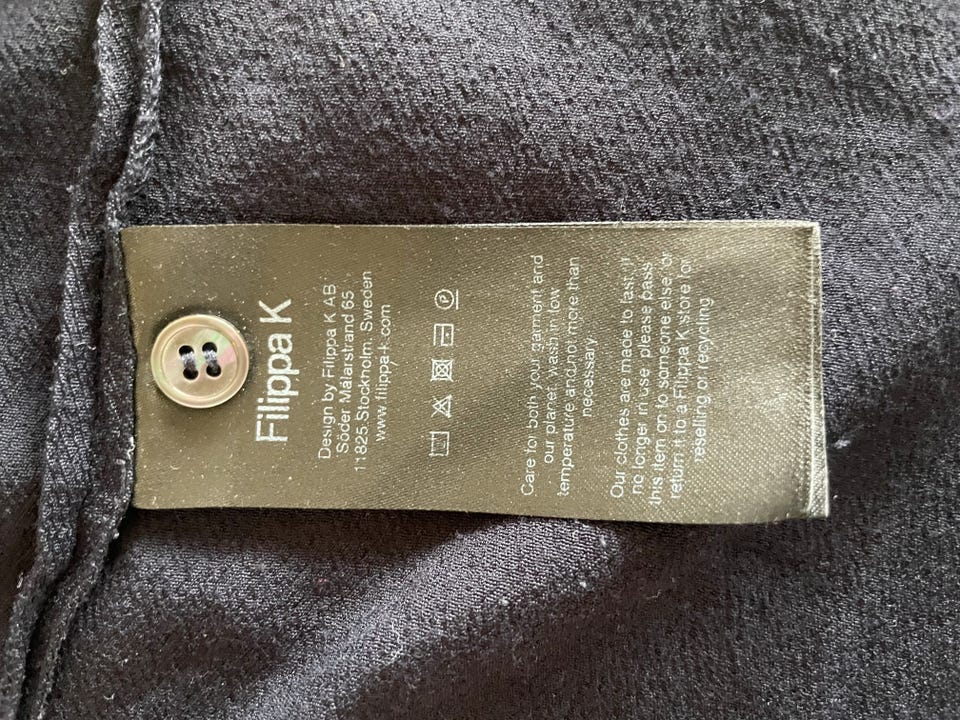 Filippa K
Design by Filippa K AB
Söder Mälarstrand 65
11825 Stockholm, Sweden
www.filippa-k.com
P
Care for both your garment and
our planet, wash in low
temperature and not more than
necessary.
Our clothes are made to last. If
no longer in use, please pass
this item on to someone else, or
return it to a Filippa K store for
reselling or recycling